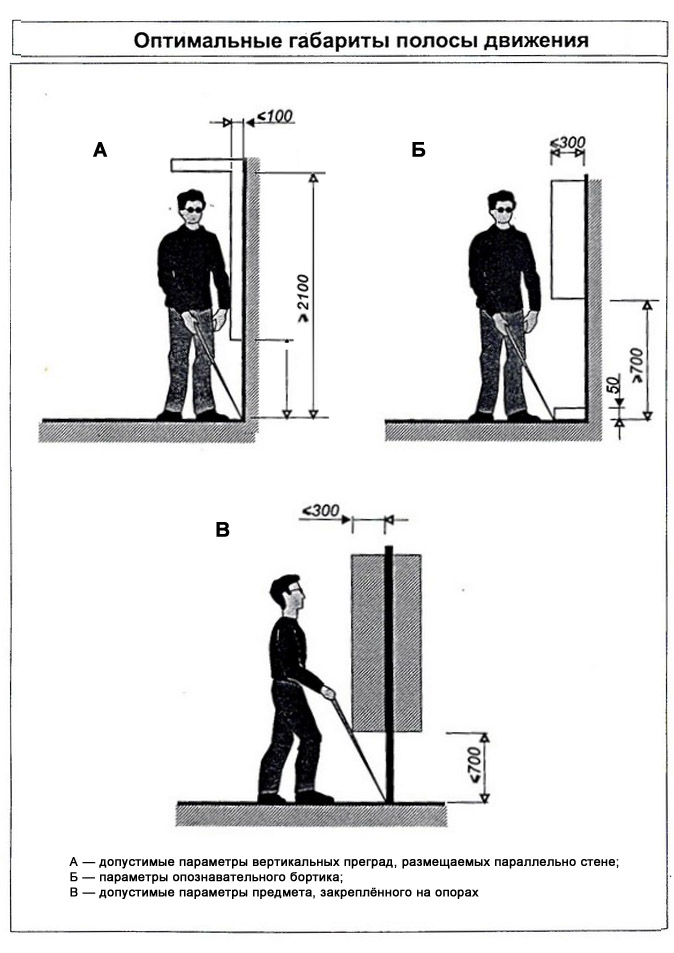 Оптимальные габариты полосы движения
А
⩽100
⩾2100
Б
⩽300
⩾700
50
В
⩽300
⩽700
А — допустимые параметры вертикальных преград, размещаемых параллельно стене;
Б — параметры опознавательного бортика;
В — допустимые параметры предмета, закреплённого на опорах